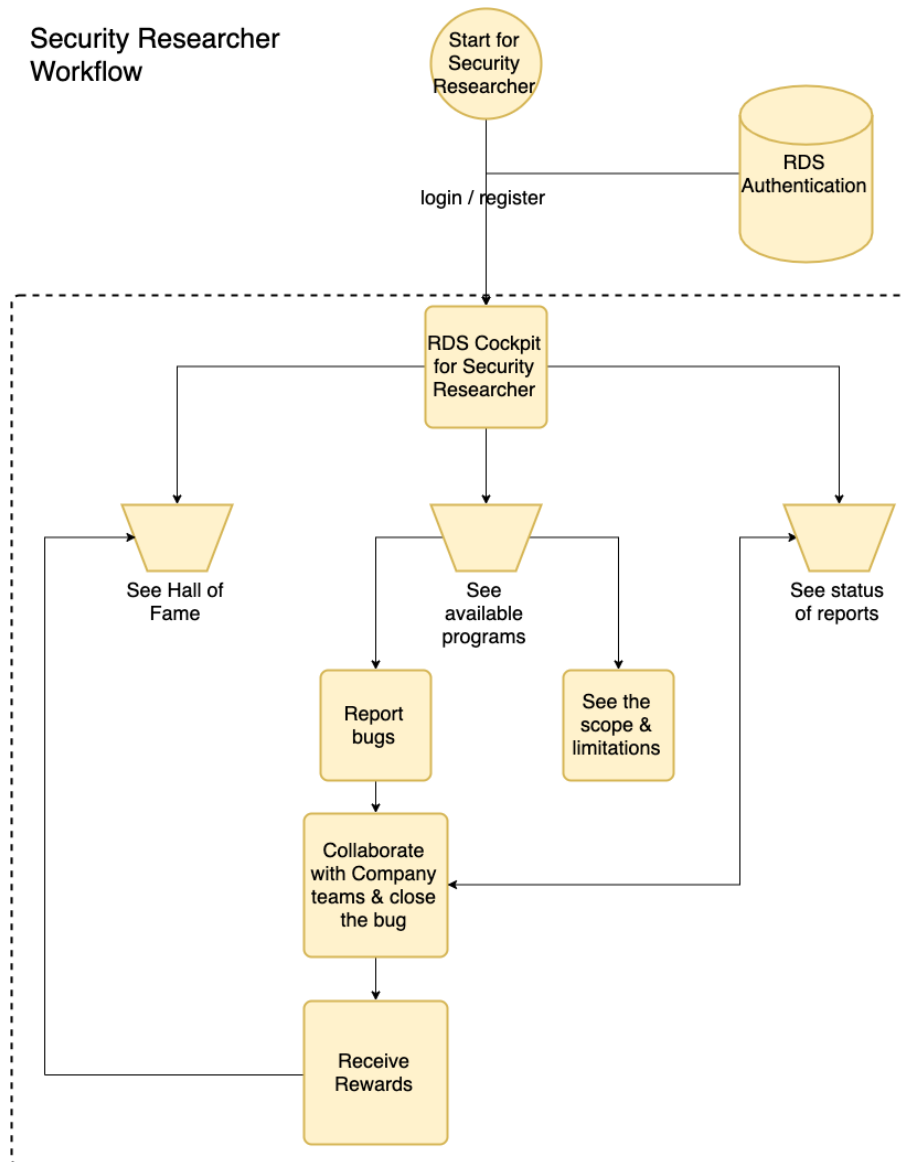 Security Researcher
Workflow
Start for
Security
Researcher
RDS
Authentication
login / register
RDS Cockpit
for Security
Researcher
See Hall of
Fame
See
available
programs
See status
of reports
Report
bugs
See the
scope &
limitations
Collaborate
with Company
teams & close
the bug
Receive
Rewards